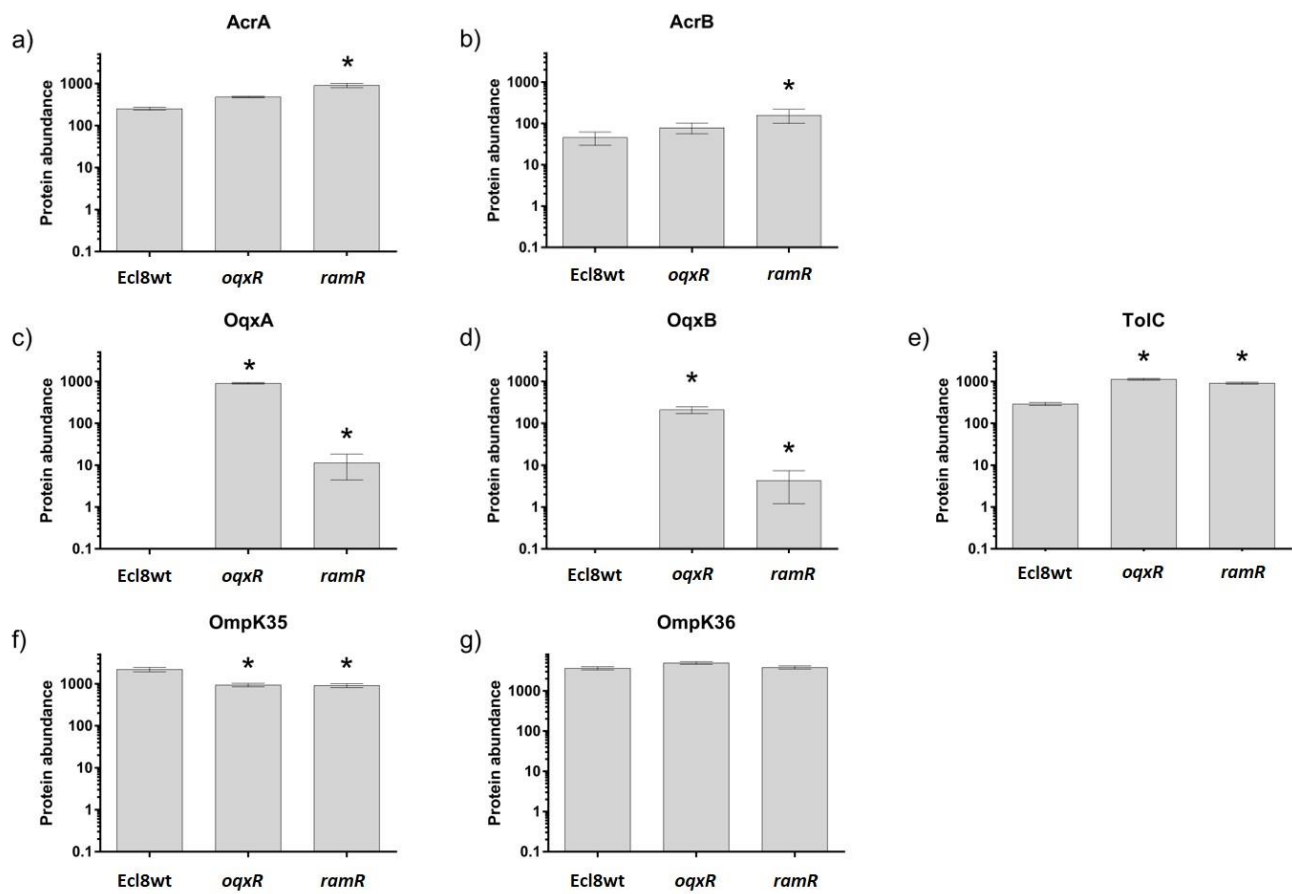 a)
AcrA
Protein abundance
1000
100
10
1
0.1
*
Ecl8wt oqxR ramR
b)
AcrB
Protein abundance
1000
100
10
1
0.1
*
Ecl8wt oqxR ramR
c)
OqxA
Protein abundance
1000
100
10
1
0.1
*
*
Ecl8wt oqxR ramR
d)
OqxB
Protein abundance
1000
100
10
1
0.1
*
*
Ecl8wt oqxR ramR
e)
TolC
Protein abundance
1000
100
10
1
0.1
* *
Ecl8wt oqxR ramR
f)
OmpK35
Protein abundance
1000
100
10
1
0.1
* *
Ecl8wt oqxR ramR
g)
OmpK36
Protein abundance
1000
100
10
1
0.1
Ecl8wt oqxR ramR